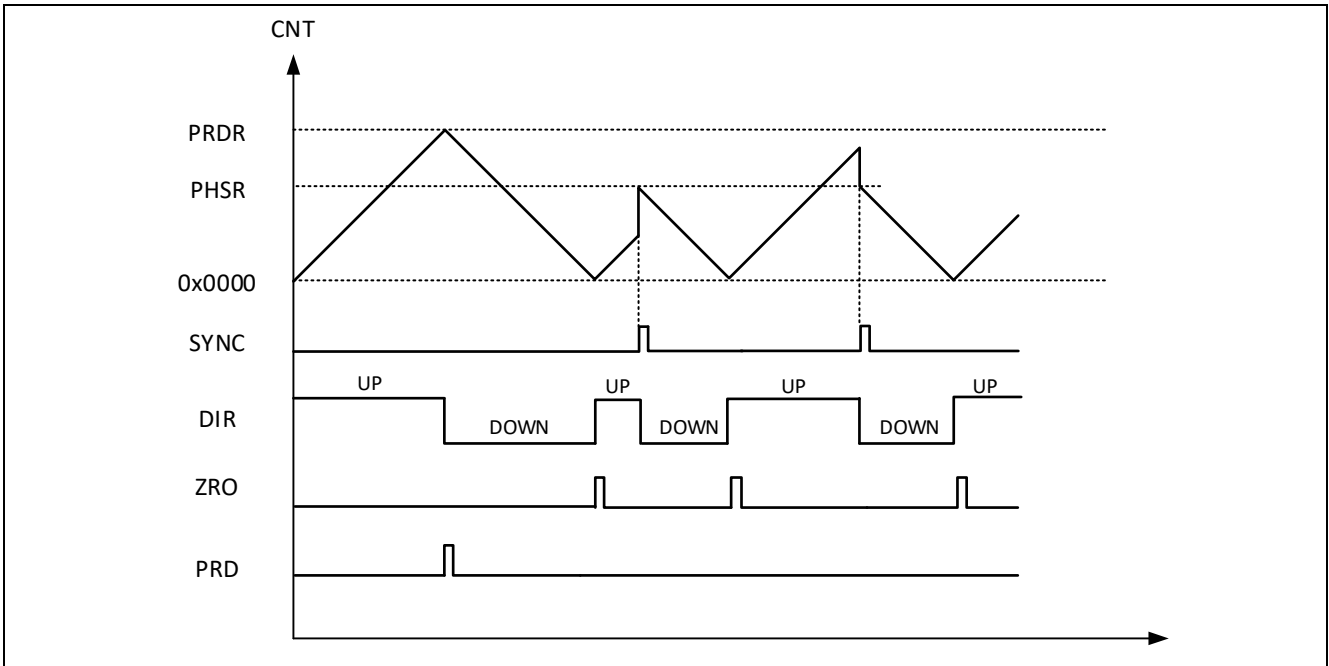 CNT
PRDR
PHSR
0x0000
SYNC
UP
UP
UP
UP
DIR
DOWN
DOWN
DOWN
ZRO
PRD